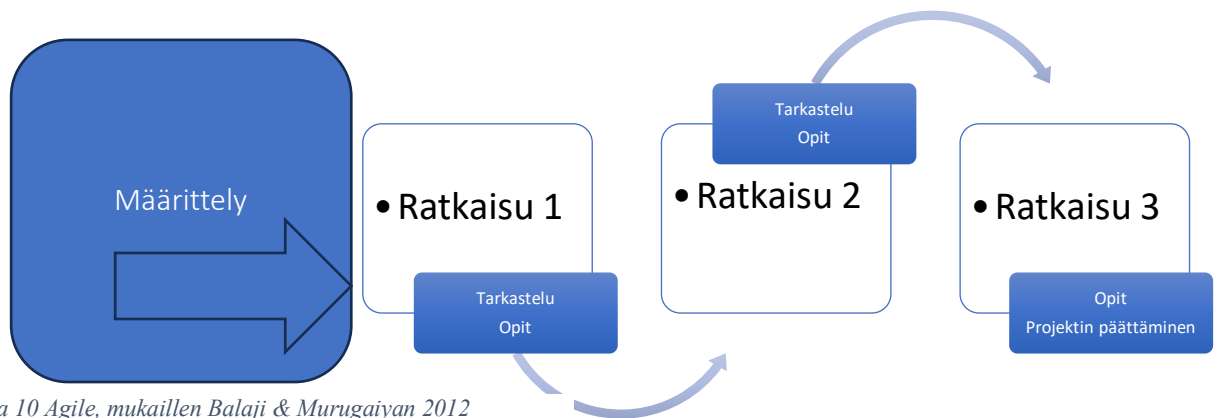 Määrittely
• Ratkaisu 1
Tarkastelu
Opit
Tarkastelu
Opit
• Ratkaisu 2
• Ratkaisu 3
Opit
Projektin päättäminen
a 10 Agile, mukaillen Balaji & Murugaiyan 2012